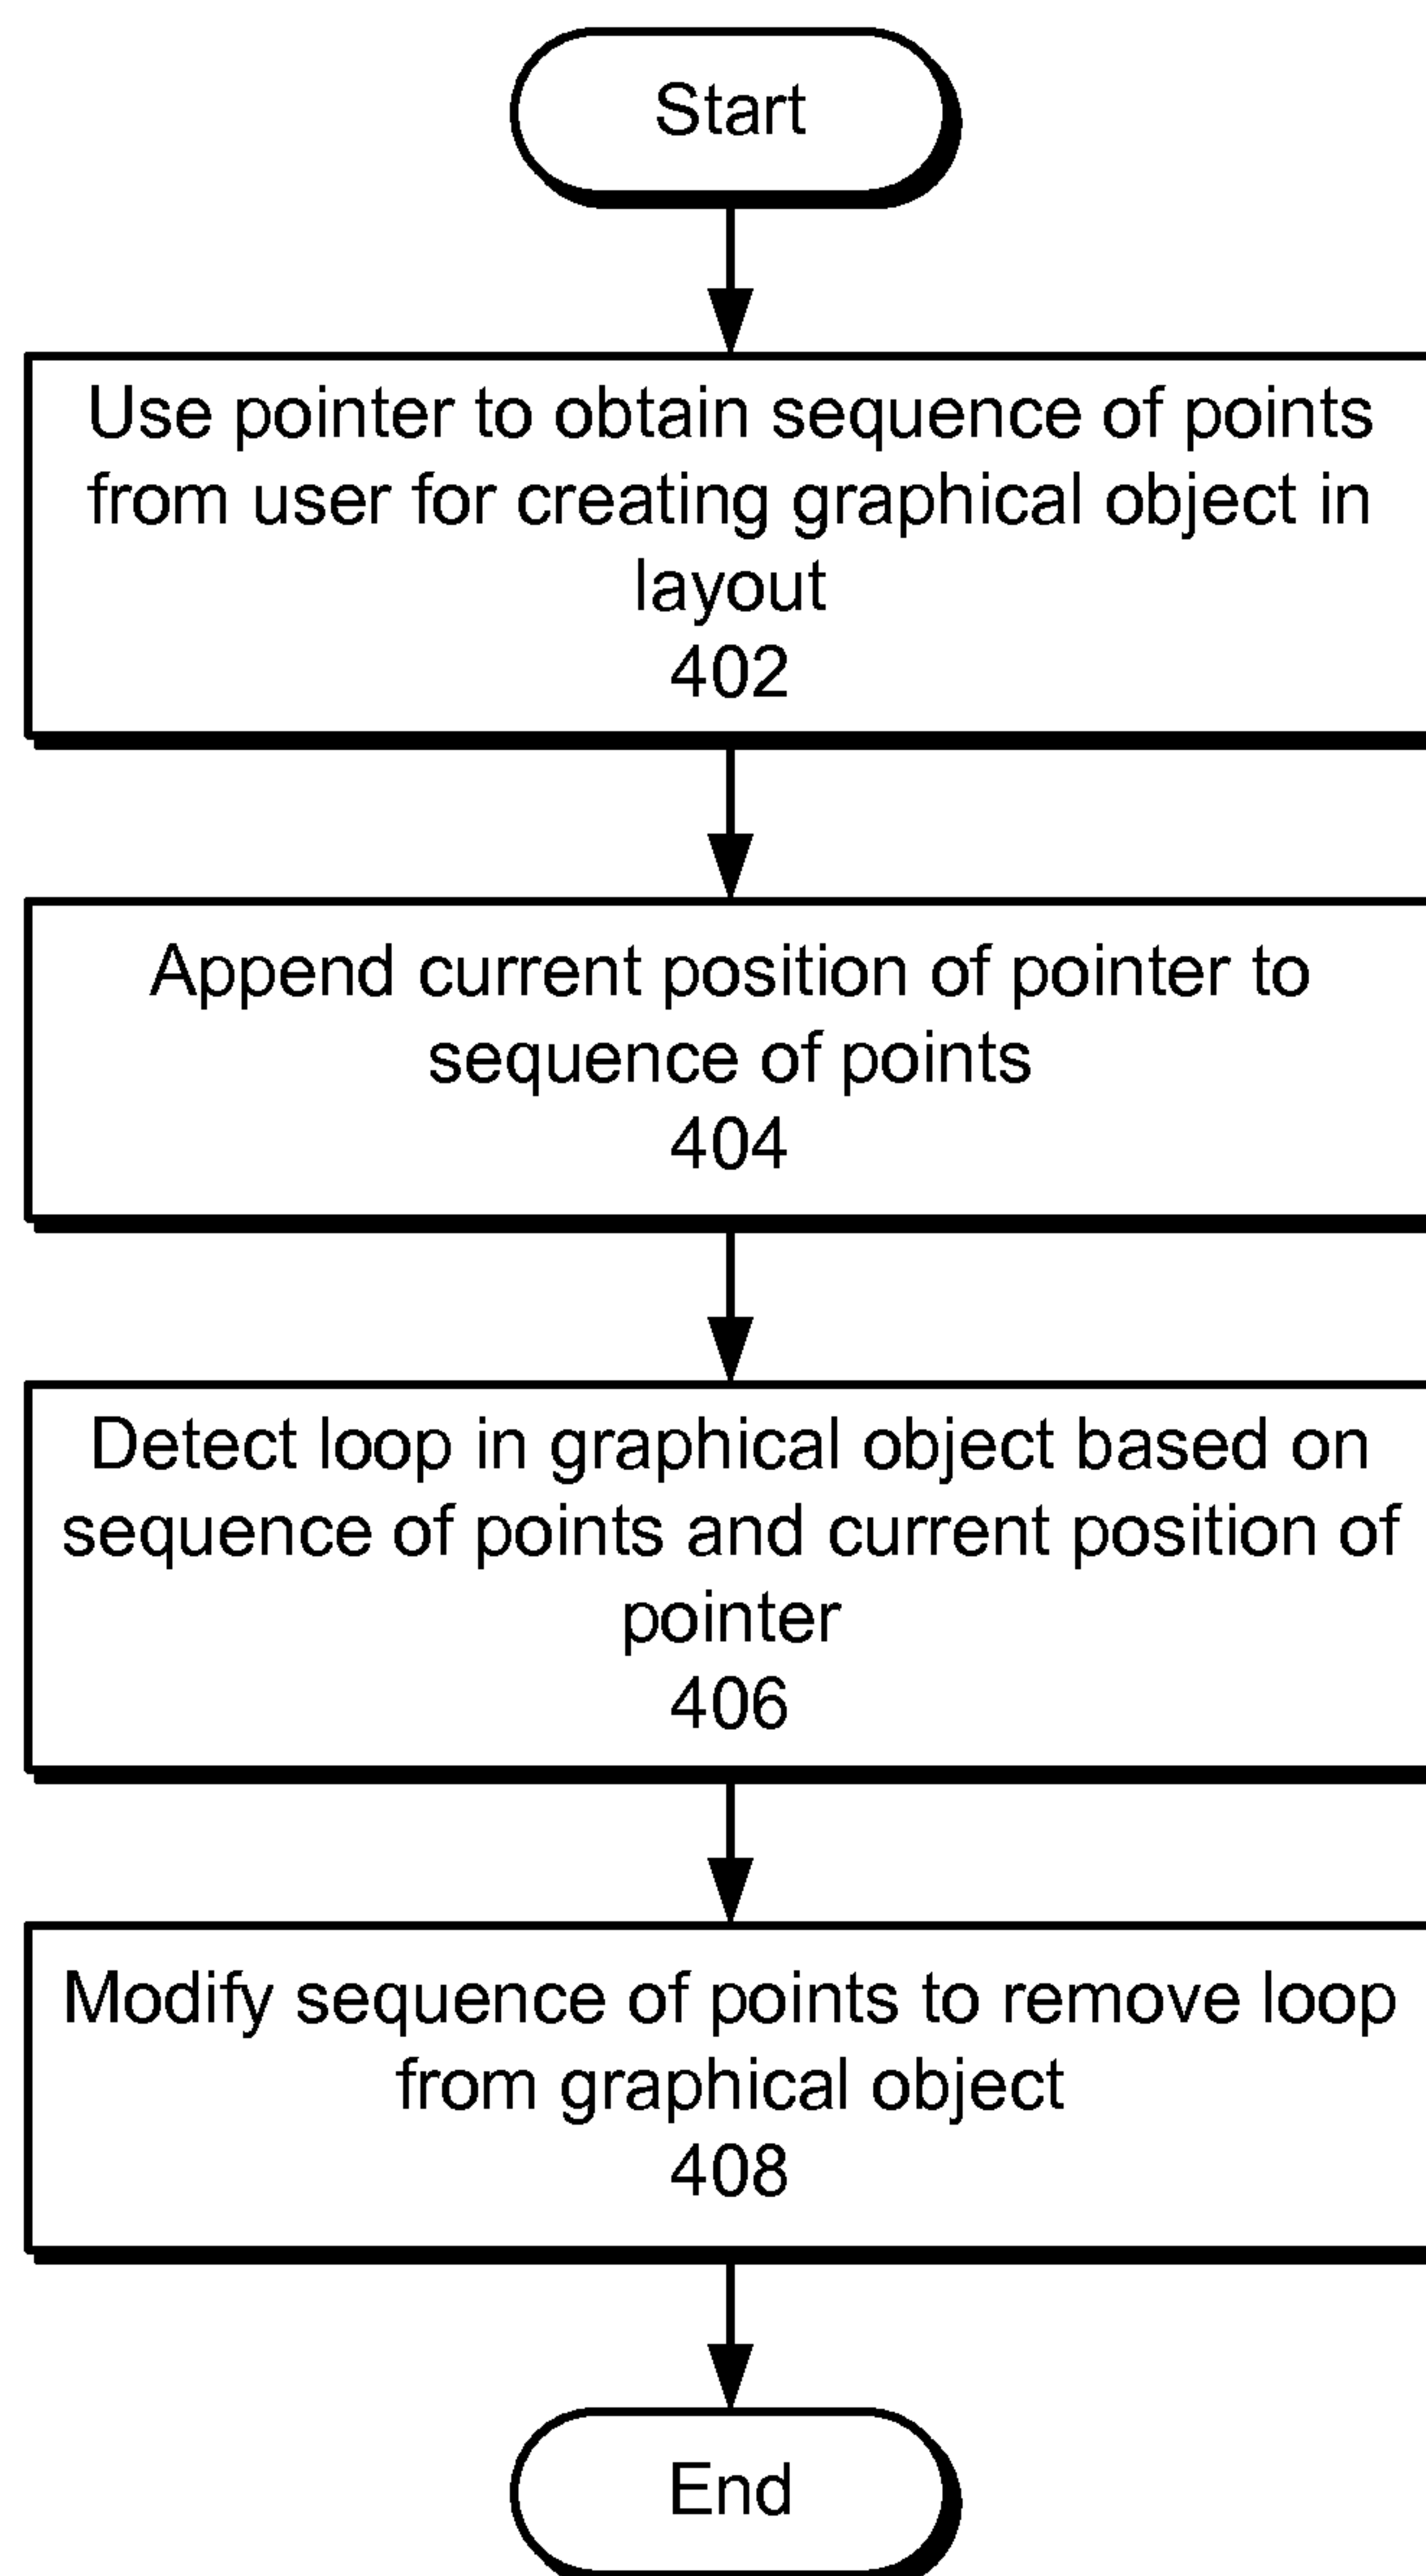 Start
Use pointer to obtain sequence of points
from user for creating graphical object in
layout
402
Append current position of pointer to
sequence of points
404
Detect loop in graphical object based on
sequence of points and current position of
pointer
406
Modify sequence of points to remove loop
from graphical object
408
End